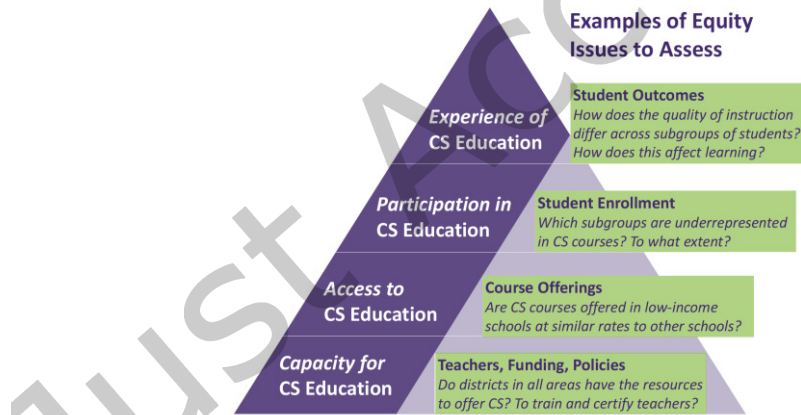 Examples of Equity
Issues to Assess
Experience of
CS Education
Student Outcomes
How does the quality of instruction
differ across subgroups of students?
How does this affect learning?
Participation in
CS Education
Student Enrollment
Which subgroups are underrepresented
in CS courses? To what extent?
Access to
CS Education
Course Offerings
Are CS courses offered in low-income
schools at similar rates to other schools?
Capacity for
CS Education
Teachers, Funding, Policies
Do districts in all areas have the resources
to offer CS? To train and certify teachers?
Just Acc